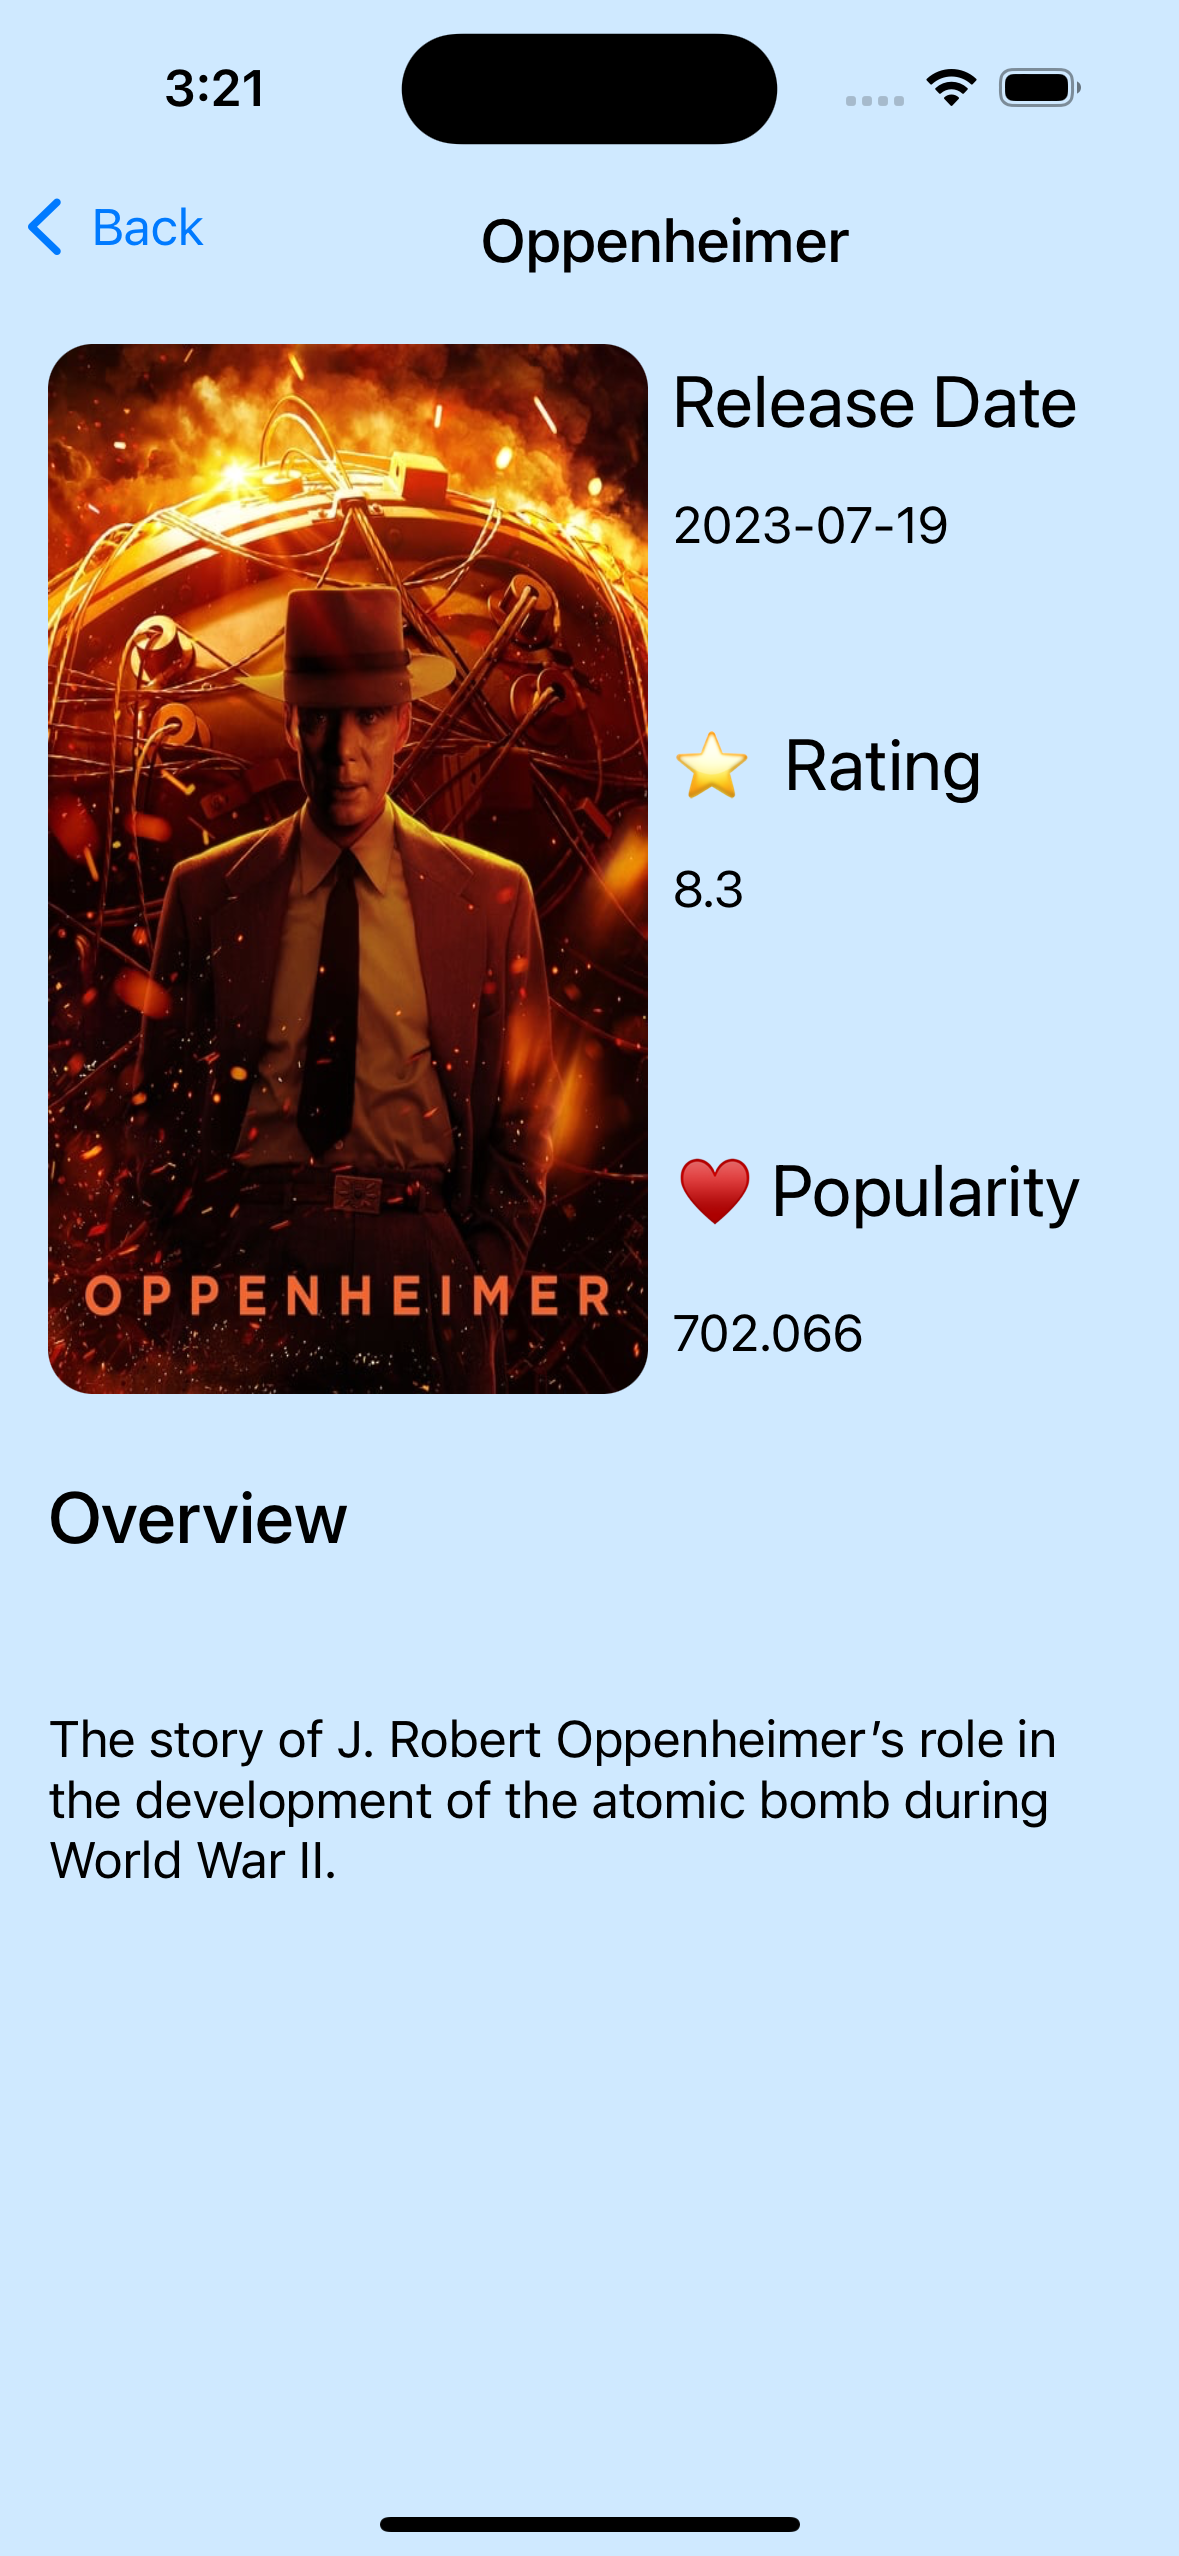 3:21
Back
Oppenheimer
Release Date
2023-07-19
⭐ Rating
8.3
♥️ Popularity
702.066
OPPENHEIMER
Overview
The story of J. Robert Oppenheimer’s role in
the development of the atomic bomb during
World War II.